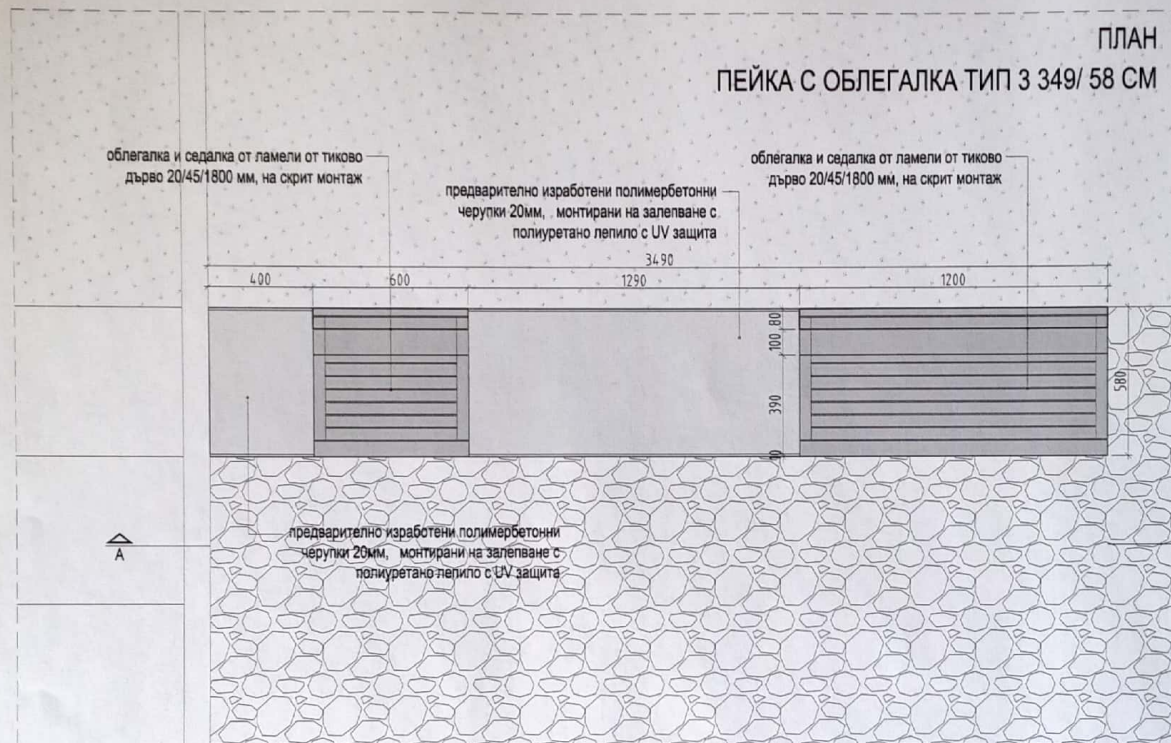 ПЛАН
ПЕЙКА С ОБЛЕГАЛКА ТИП 3 349/ 58 СМ
облегалка и седалка от ламели от тиково
дърво 20/45/1800 мм, на скрит монтаж
предварително изработени полимербетонни
черупки 20мм, монтирани на залепване с
полиуретано лепило с UV защита
облегалка и седалка от ламели от тиково
дърво 20/45/1800 мм, на скрит монтаж
3490
400
600
1290
1200
80
100
390
10
580
предварително изработени полимербетонни
черупки 20мм, монтирани на залепване с
полиуретано лепило с UV защита
A